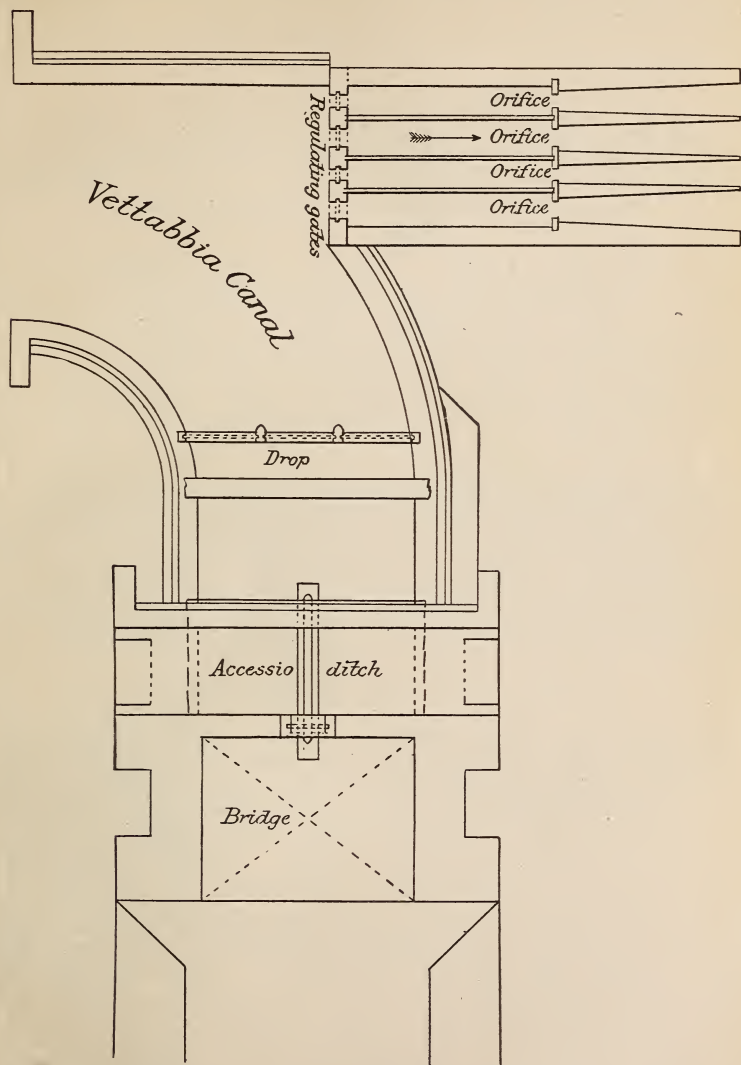 Orifice
Orifice
Orifice
Orifice
Regulating gates
Vettabbia Canal
Drop
Accessio ditch
Bridge